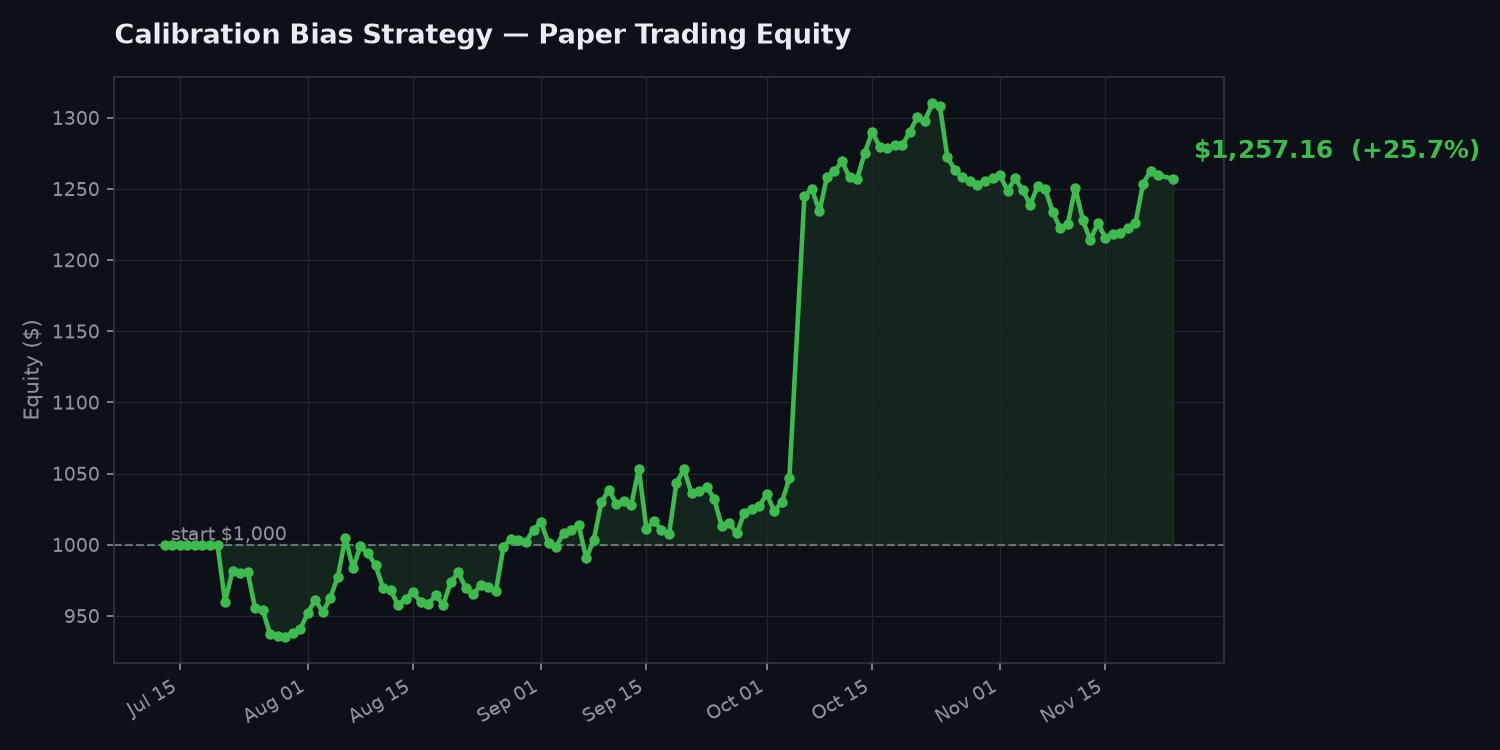 Calibration Bias Strategy — Paper Trading Equity
1300
$1,257.16 (+25.7%)
1250
1200
1150
Equity ($)
1100
1050
start $1,000
1000
950
Jul 15
Aug 01
Aug 15
Sep 01
Sep 15
Oct 01
Oct 15
Nov 01
Nov 15